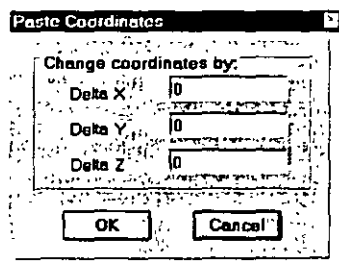 Paste Coordinates
Change coordinates by:
Delta X 0
Delta Y 0
Delta Z 0
OK Cancel